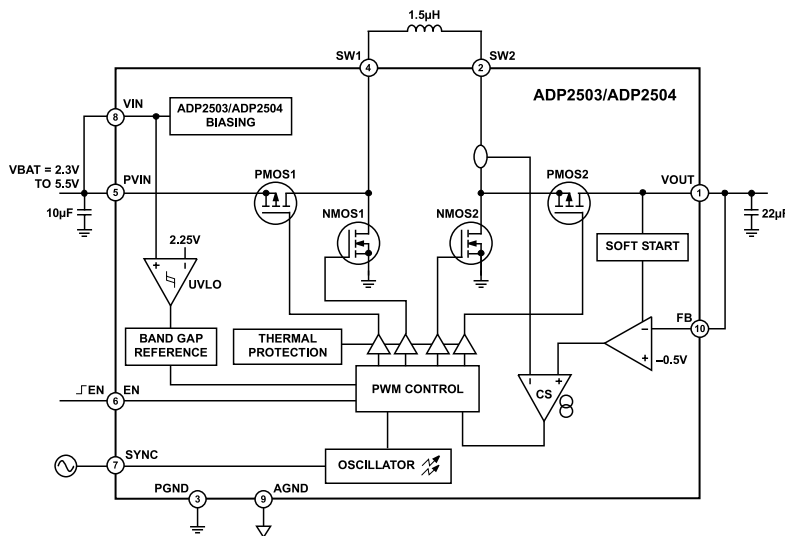 1.5µH
SW1
SW2
4
2
ADP2503/ADP2504
VIN
8
ADP2503/ADP2504
BIASING
VBAT = 2.3V
TO 5.5V
PVIN
5
PMOS1
PMOS2
VOUT
1
10µF
NMOS1
NMOS2
22µF
2.25V
+
–
UVLO
SOFT START
FB
10
BAND GAP
REFERENCE
THERMAL
PROTECTION
–
+
–0.5V
PWM CONTROL
–
+
CS
EN
EN
6
SYNC
7
OSCILLATOR
PGND
AGND
3
9